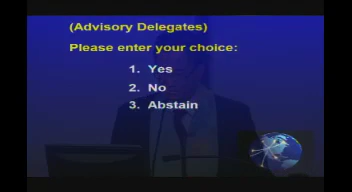 (Advisory Delegates)
Please enter your choice:
1. Yes
2. No
3. Abstain